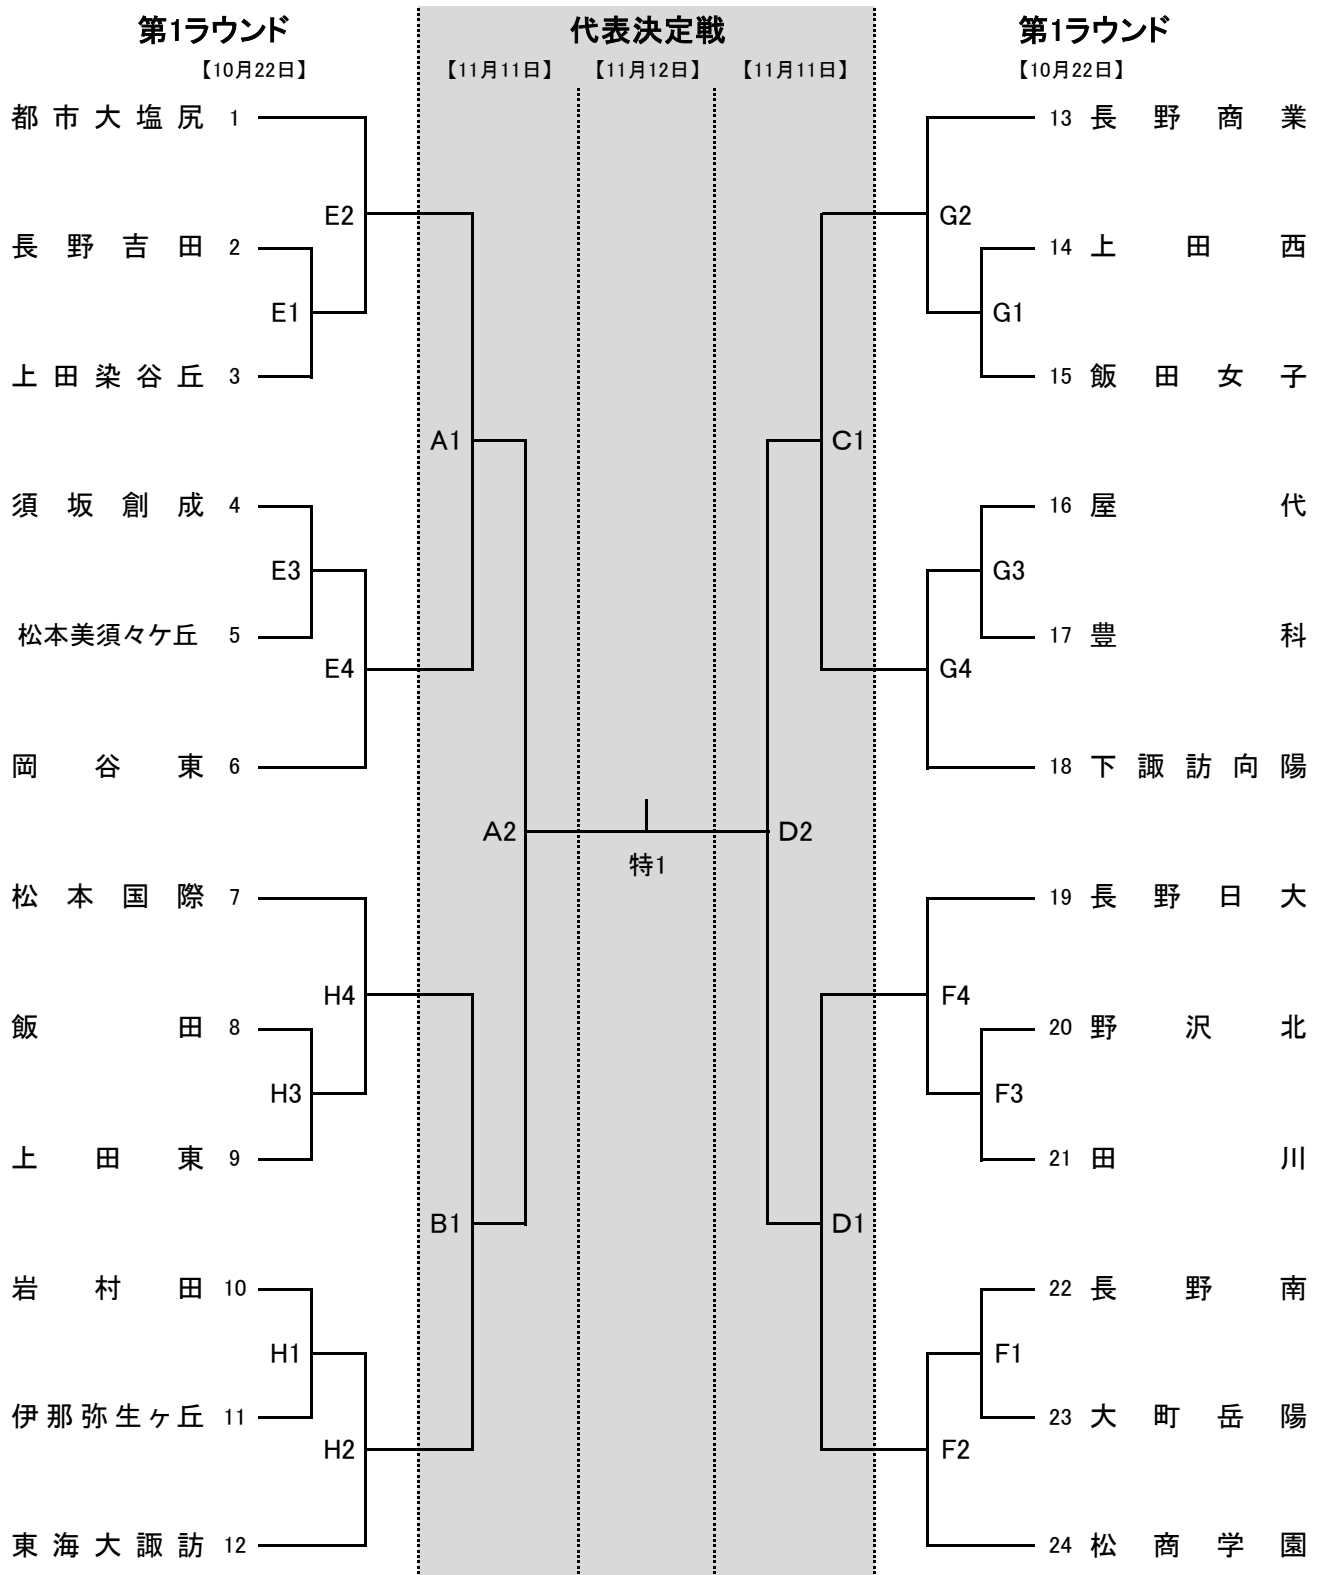 第1ラウンド 代表決定戦 第1ラウンド
【10月22日】 【11月11日】 【11月12日】 【11月11日】 【10月22日】
都市大塩尻 1 13 長野商業
E2 G2
長野吉田 2 14 上田西
E1 G1
上田染谷丘 3 15 飯田女子
A1 C1
須坂創成 4 16 屋代
E3 G3
松本美須々ケ丘 5 17 豊科
E4 G4
岡谷東 6 18 下諏訪向陽
A2 D2
特1
松本国際 7 19 長野日大
H4 F4
飯田 8 20 野沢北
H3 F3
上田東 9 21 田川
B1 D1
岩村田 10 22 長野南
H1 F1
伊那弥生ヶ丘 11 23 大町岳陽
H2 F2
東海大諏訪 12 24 松商学園